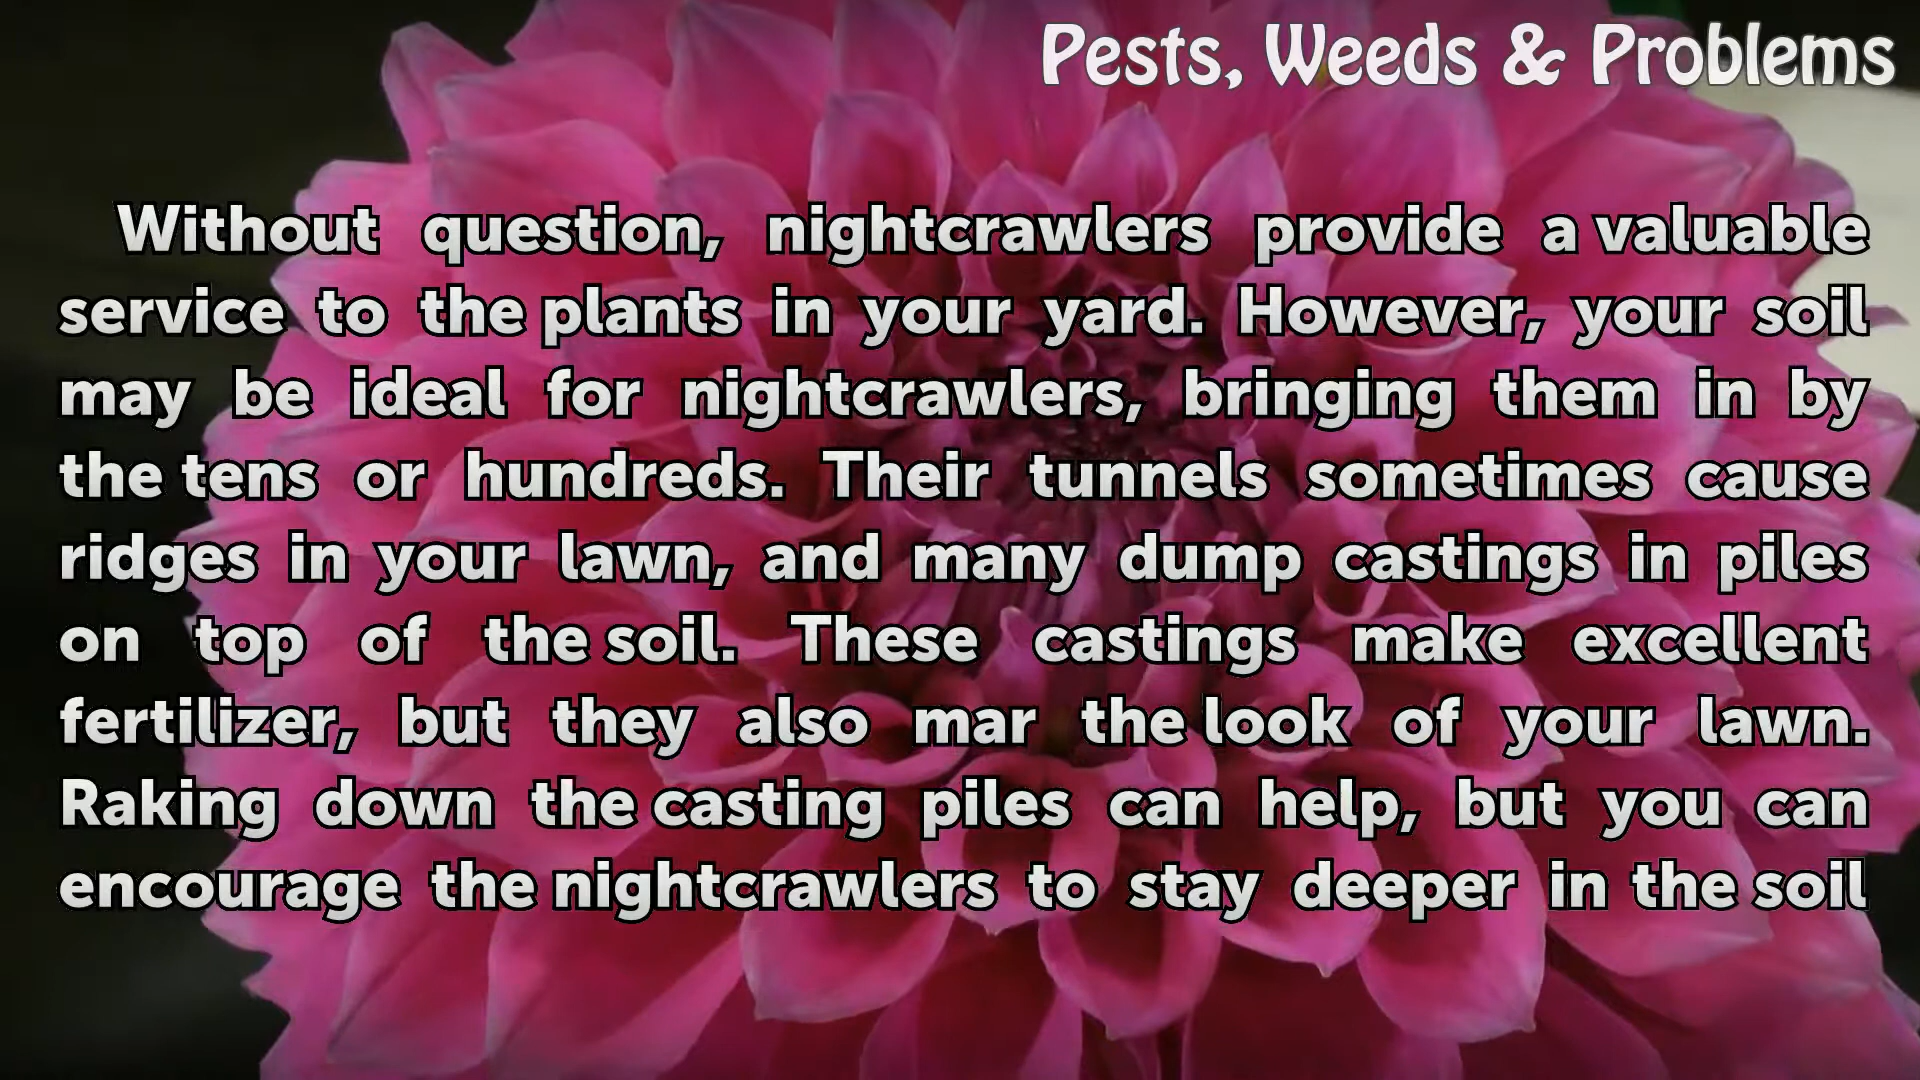 Pests, Weeds & Problems
Without question, nightcrawlers provide a valuable
service to the plants in your yard. However, your soil
may be ideal for nightcrawlers, bringing them in by
the tens or hundreds. Their tunnels sometimes cause
ridges in your lawn, and many dump castings in piles
on top of the soil. These castings make excellent
fertilizer, but they also mar the look of your lawn.
Raking down the casting piles can help, but you can
encourage the nightcrawlers to stay deeper in the soil